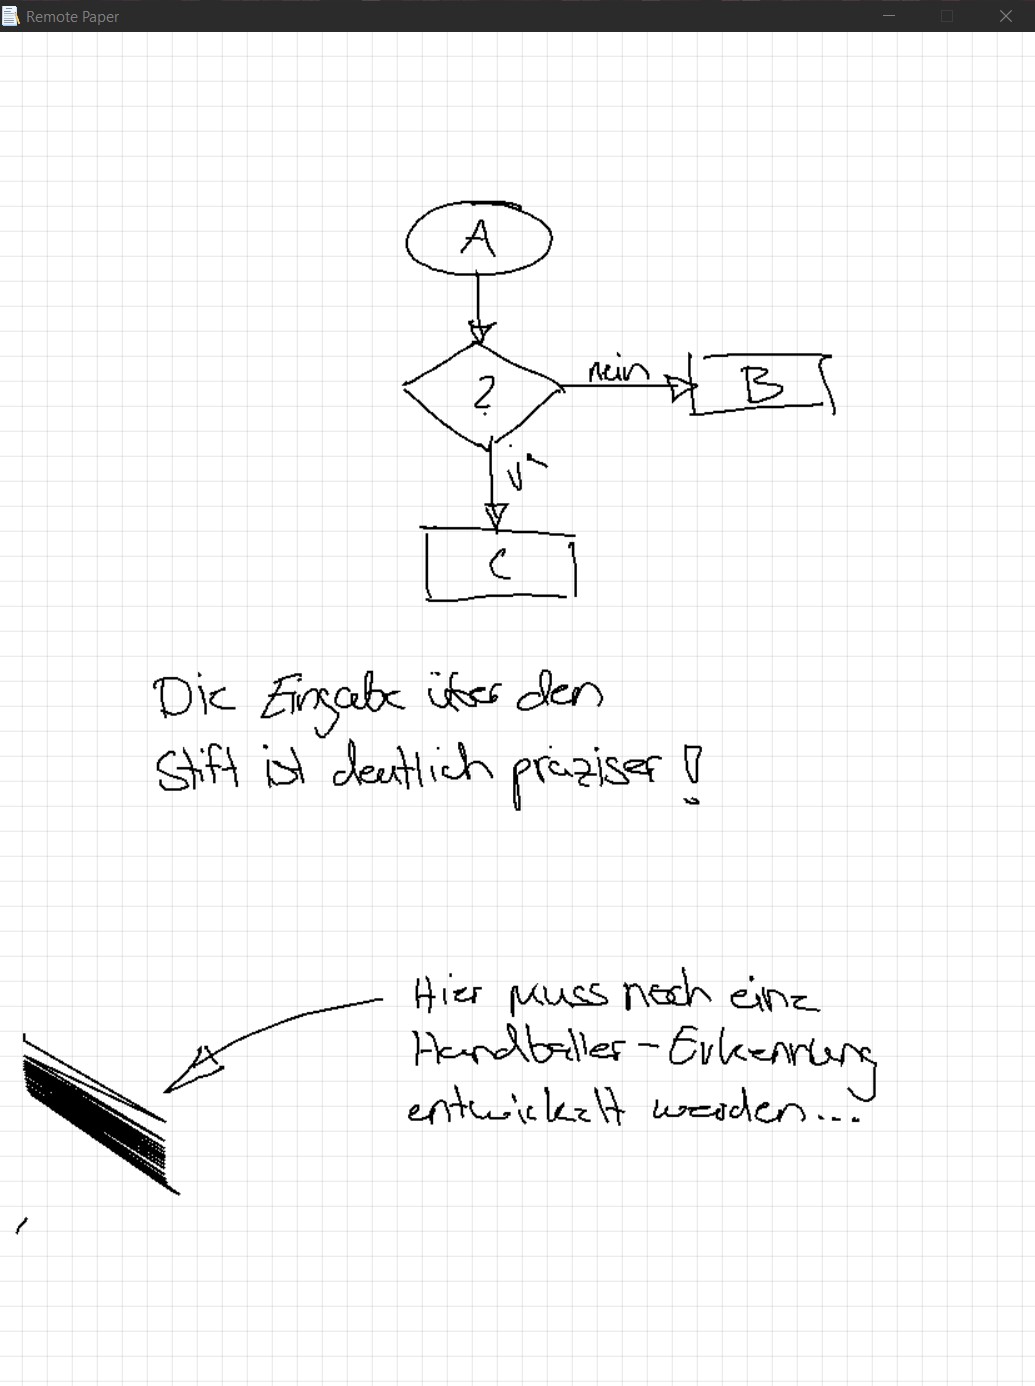 Remote Paper
A
?
nein
B
ja
C
Die Eingabe über den
Stift ist deutlich präziser!
Hier muss noch eine
Handballer-Erkennung
entwickelt werden...